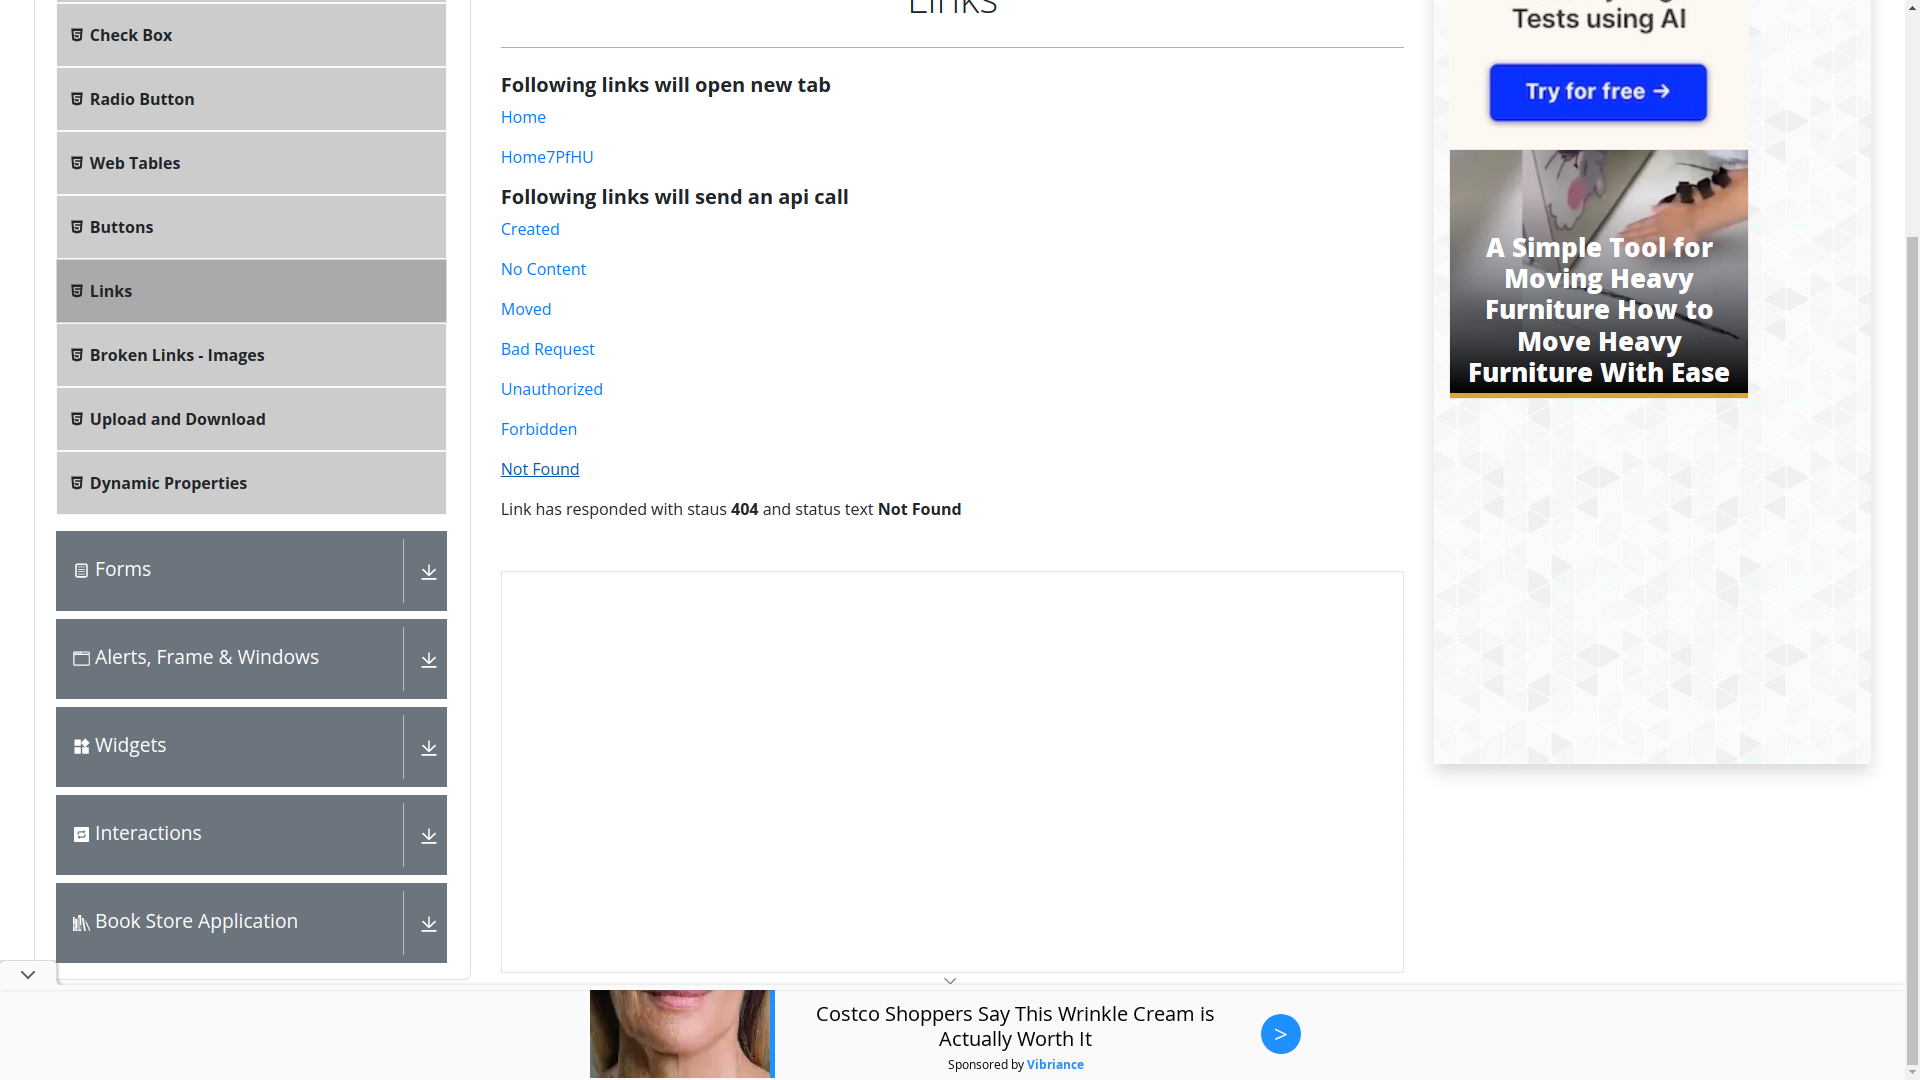 Links
Check Box
Radio Button
Web Tables
Buttons
Links
Broken Links - Images
Upload and Download
Dynamic Properties
Forms
Alerts, Frame & Windows
Widgets
Interactions
Book Store Application
Following links will open new tab
Home
Home7PfHU
Following links will send an api call
Created
No Content
Moved
Bad Request
Unauthorized
Forbidden
Not Found
Link has responded with staus 404 and status text Not Found
Tests using AI
Try for free →
A Simple Tool for
Moving Heavy
Furniture How to
Move Heavy
Furniture With Ease
Costco Shoppers Say This Wrinkle Cream is
Actually Worth It
Sponsored by Vibriance
>